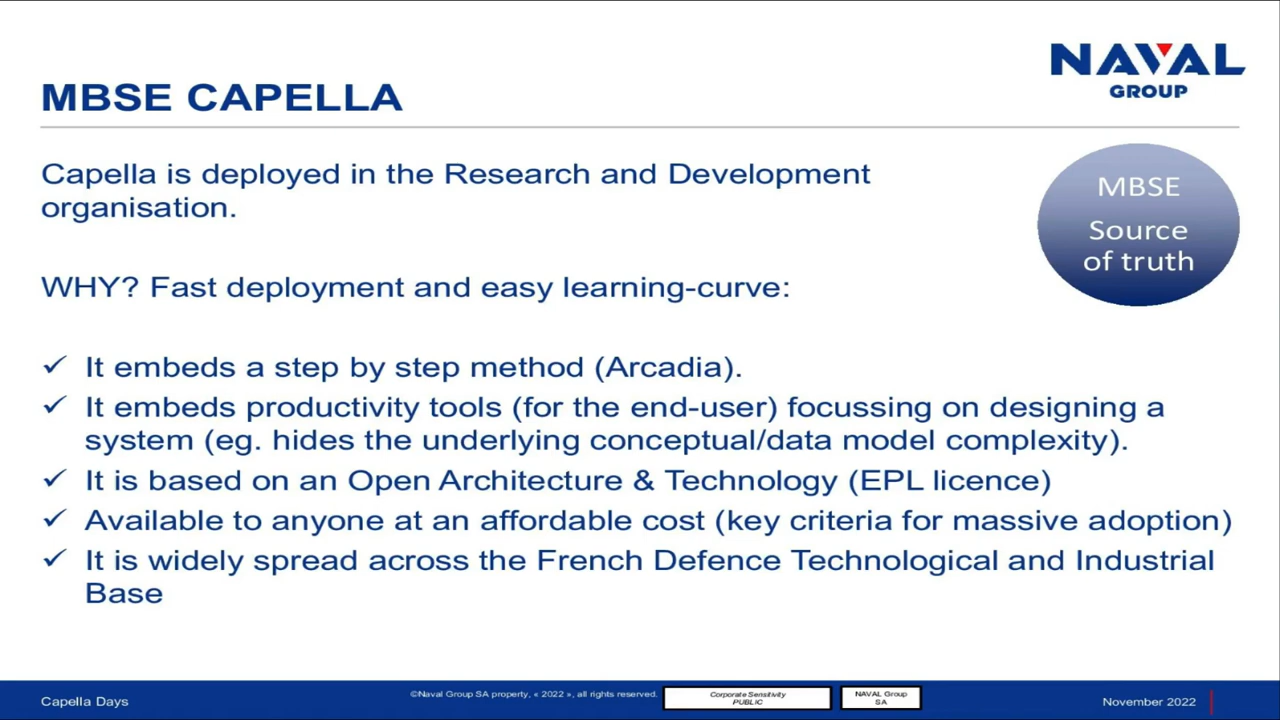 NAVAL
GROUP
MBSE CAPELLA
Capella is deployed in the Research and Development
organisation.
MBSE
Source
of truth
WHY? Fast deployment and easy learning-curve:
✓ It embeds a step by step method (Arcadia).
✓ It embeds productivity tools (for the end-user) focussing on designing a
system (eg. hides the underlying conceptual/data model complexity).
✓ It is based on an Open Architecture & Technology (EPL licence)
✓ Available to anyone at an affordable cost (key criteria for massive adoption)
✓ It is widely spread across the French Defence Technological and Industrial
Base
Capella Days
©Naval Group SA property, « 2022 », all rights reserved.
Corporate Sensitivity
PUBLIC
NAVAL Group
SA
November 2022